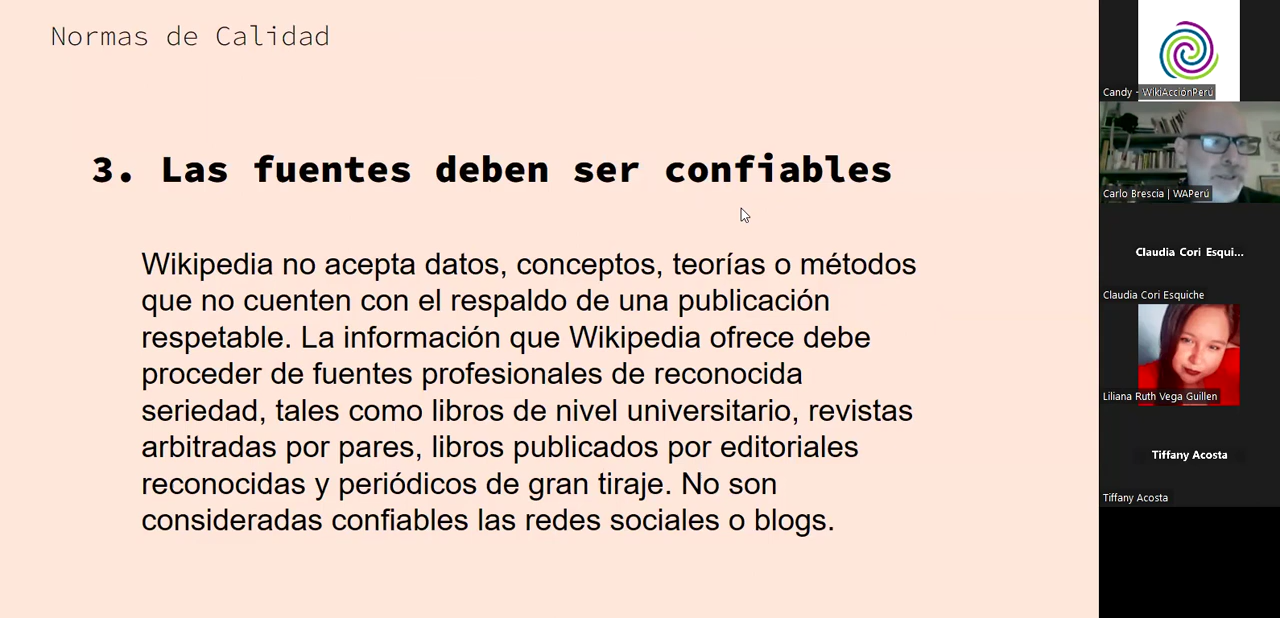 Normas de Calidad
3. Las fuentes deben ser confiables
Wikipedia no acepta datos, conceptos, teorías o métodos
que no cuenten con el respaldo de una publicación
respetable. La información que Wikipedia ofrece debe
proceder de fuentes profesionales de reconocida
seriedad, tales como libros de nivel universitario, revistas
arbitradas por pares, libros publicados por editoriales
reconocidas y periódicos de gran tiraje. No son
consideradas confiables las redes sociales o blogs.
Candy - WikiAcciónPerú
Carlo Brescia | WAPerú
Claudia Cori Esqui...
Claudia Cori Esquiche
Liliana Ruth Vega Guillen
Tiffany Acosta
Tiffany Acosta